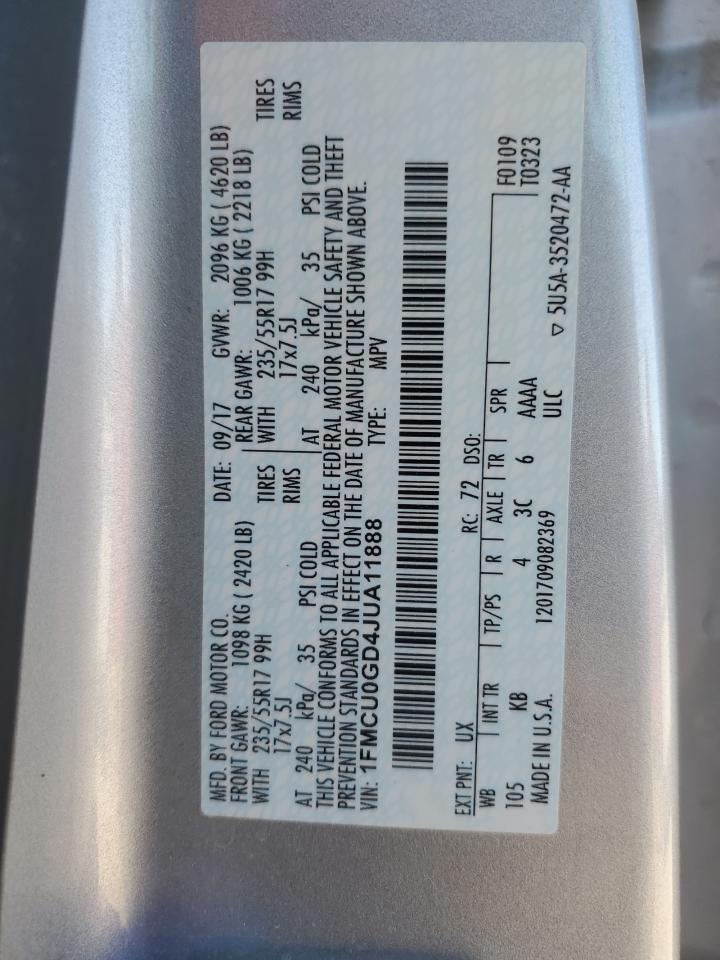 MFD. BY FORD MOTOR CO. DATE: 09/17 GVWR: 2096 KG ( 4620 LB)
FRONT GAWR: 1098 KG ( 2420 LB) REAR GAWR: 1006 KG ( 2218 LB)
WITH 235/55R17 99H TIRES WITH 235/55R17 99H TIRES
17x7.5J RIMS 17x7.5J RIMS
AT 240 kPa/ 35 PSI COLD AT 240 kPa/ 35 PSI COLD
THIS VEHICLE CONFORMS TO ALL APPLICABLE FEDERAL MOTOR VEHICLE SAFETY AND THEFT
PREVENTION STANDARDS IN EFFECT ON THE DATE OF MANUFACTURE SHOWN ABOVE.
VIN: 1FMCU0GD4JUA11888 TYPE: MPV
EXT PNT: UX RC: 72 DSO:
WB INT TR TP/PS R AXLE TR SPR F0109
105 KB 4 3C 6 AAAA T0323
MADE IN U.S.A. 1201709082369 ULC ▽ 5U5A-3520472-AA